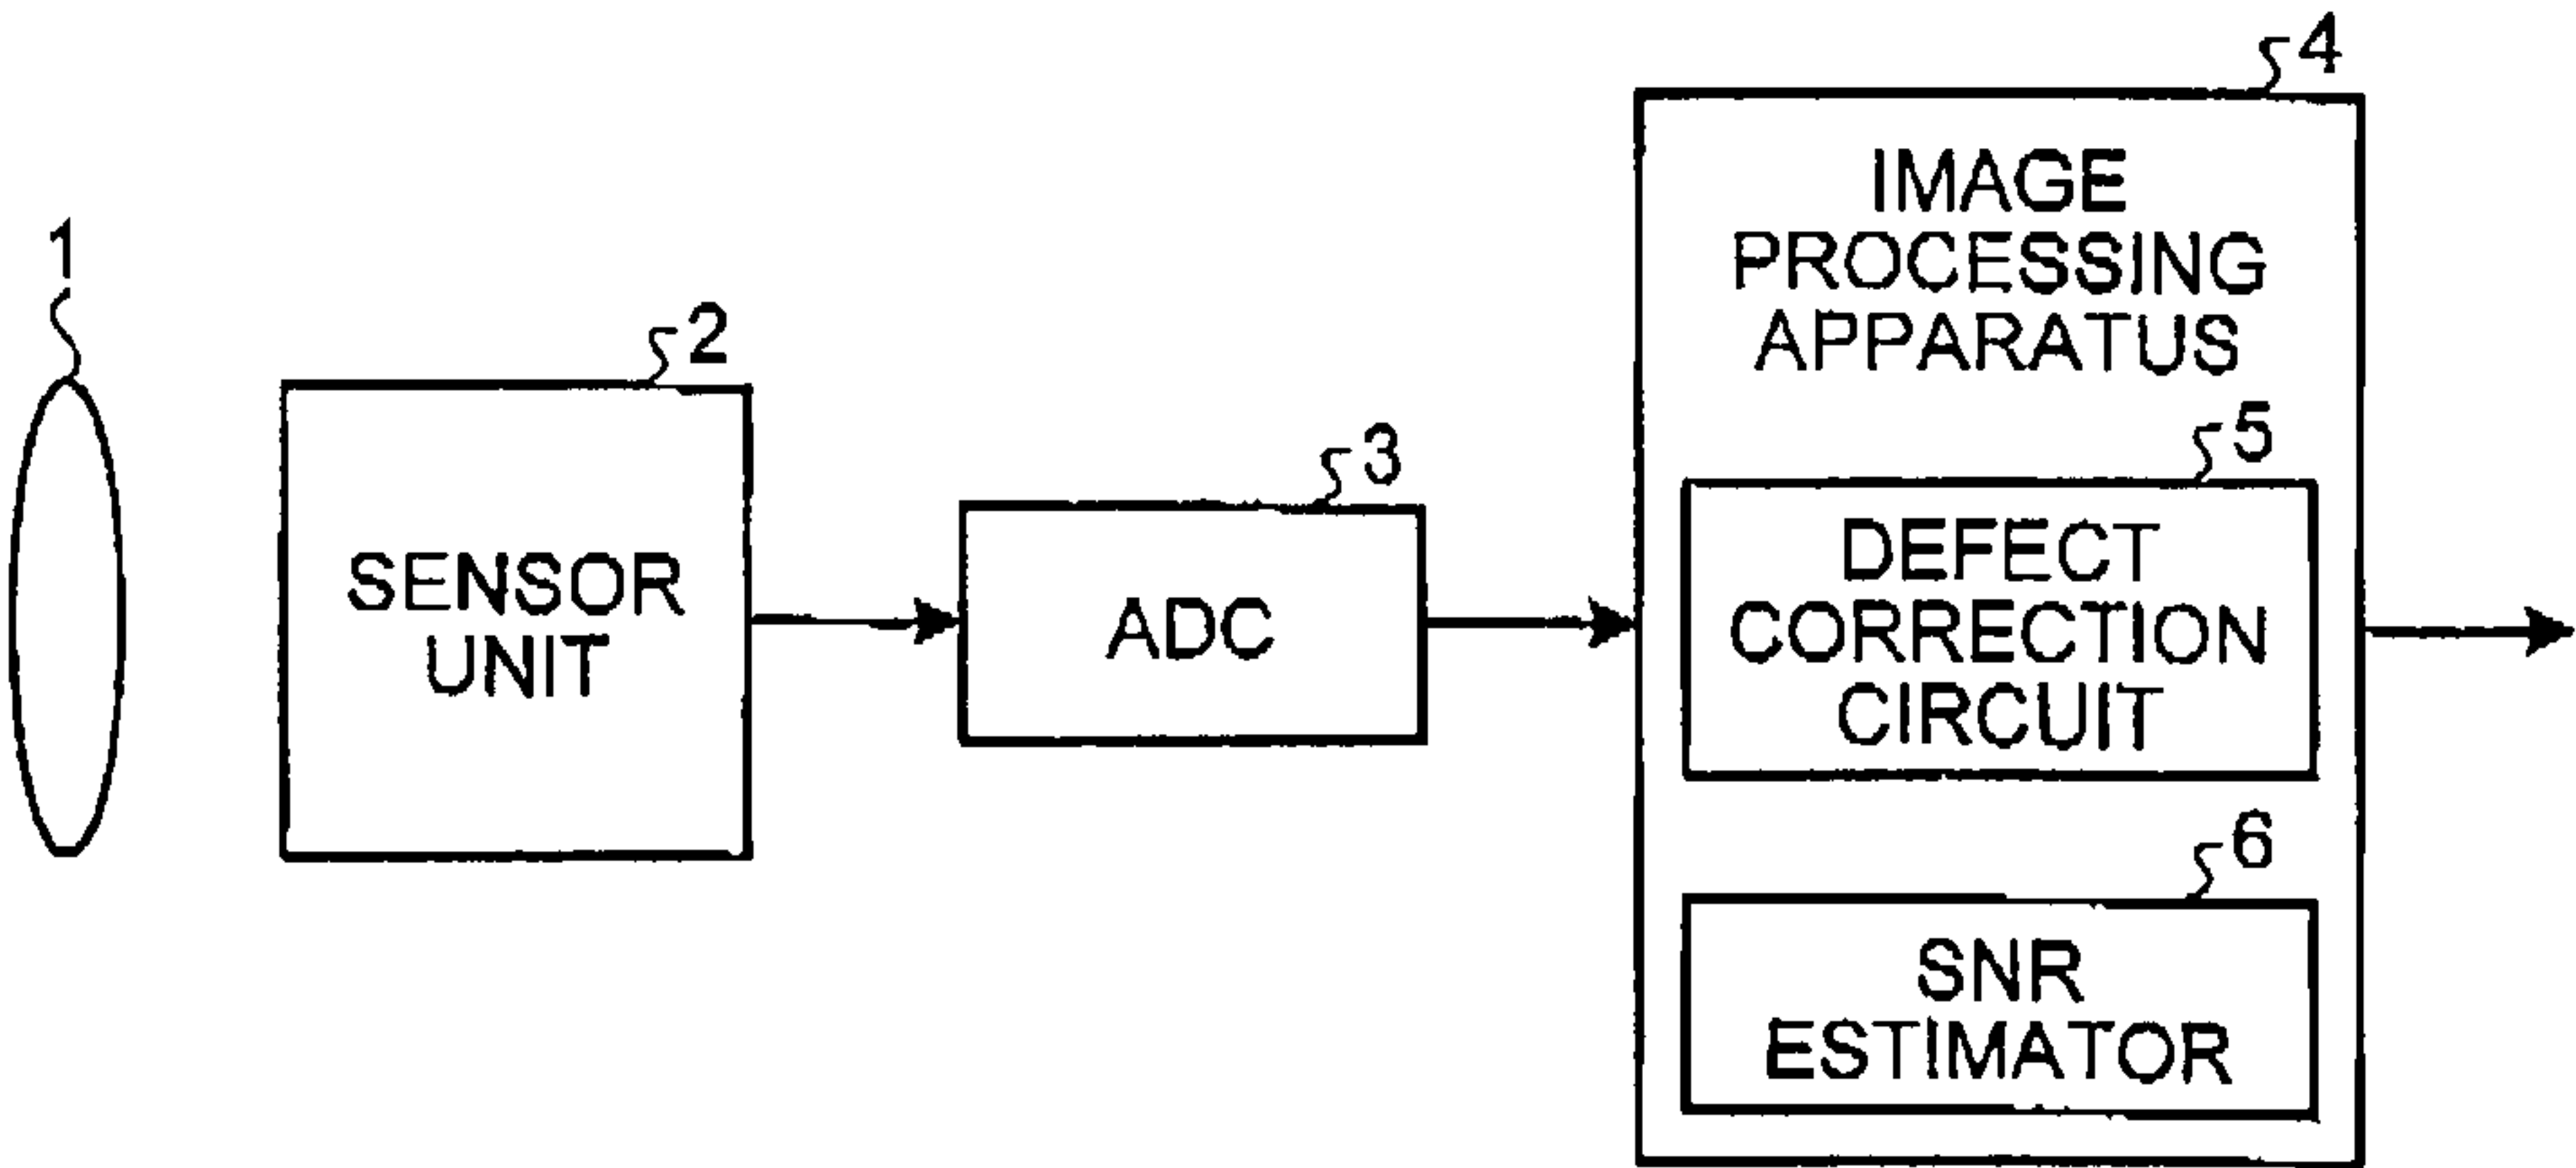 1
2
SENSOR
UNIT
3
ADC
4
IMAGE
PROCESSING
APPARATUS
5
DEFECT
CORRECTION
CIRCUIT
6
SNR
ESTIMATOR